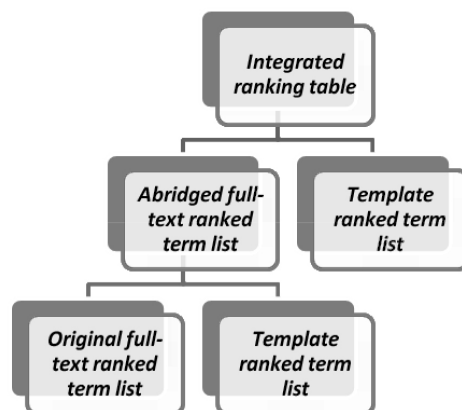 Integrated
ranking table
Abridged full-
text ranked
term list
Template
ranked term
list
Original full-
text ranked
term list
Template
ranked term
list